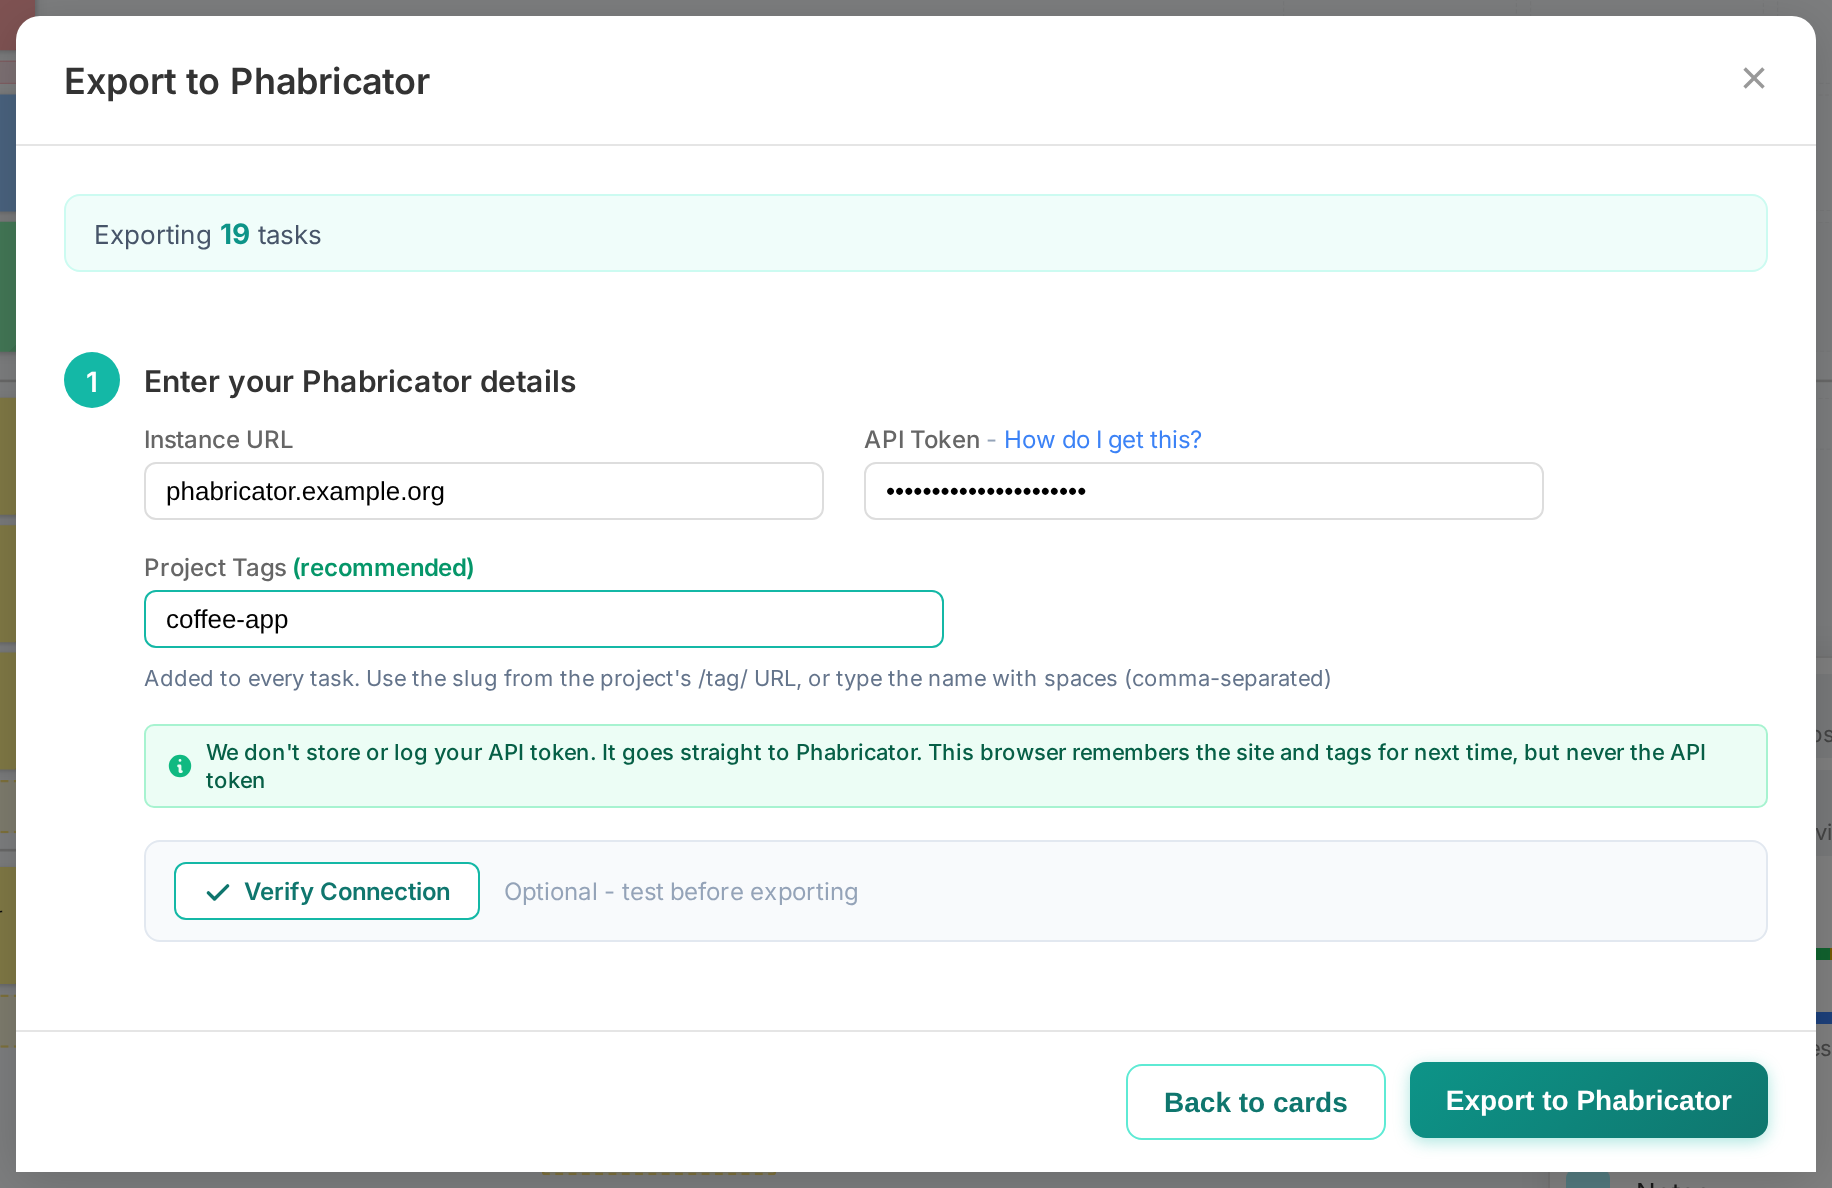 Export to Phabricator
Exporting 19 tasks
1
Enter your Phabricator details
Instance URL
API Token - How do I get this?
phabricator.example.org
••••••••••••••••••••••
Project Tags (recommended)
coffee-app
Added to every task. Use the slug from the project's /tag/ URL, or type the name with spaces (comma-separated)
We don't store or log your API token. It goes straight to Phabricator. This browser remembers the site and tags for next time, but never the API
token
Verify Connection
Optional - test before exporting
Back to cards
Export to Phabricator